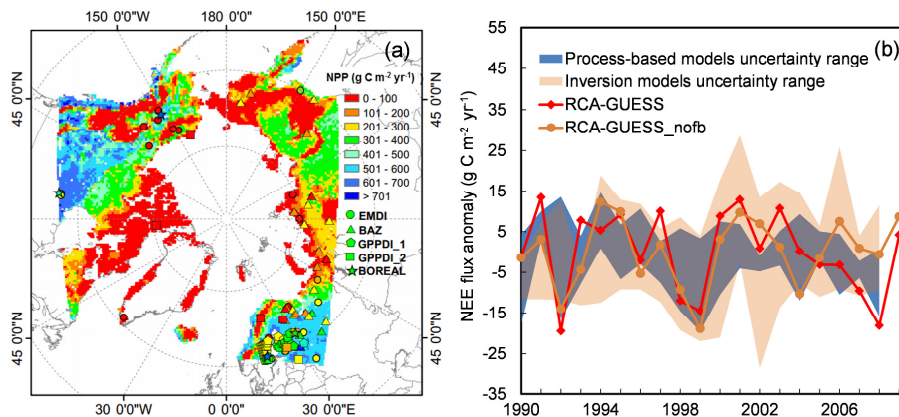 150 0'0"W 180 0'0" 150 0'0"E
(a)
NPP (g C m-2 yr-1)
0 - 100
101 - 200
201 - 300
301 - 400
401 - 500
501 - 600
601 - 700
> 701
EMDI
BAZ
GPPDI_1
GPPDI_2
BOREAL
45 0'0"N
45 0'0"N
45 0'0"N
45 0'0"N
30 0'0"W 0 0'0" 30 0'0"E
(b)
Process-based models uncertainty range
Inversion models uncertainty range
RCA-GUESS
RCA-GUESS_nofb
NEE flux anomaly (g C m-2 yr-1)
55
45
35
25
15
5
-5
-15
-25
-35
1990 1994 1998 2002 2006